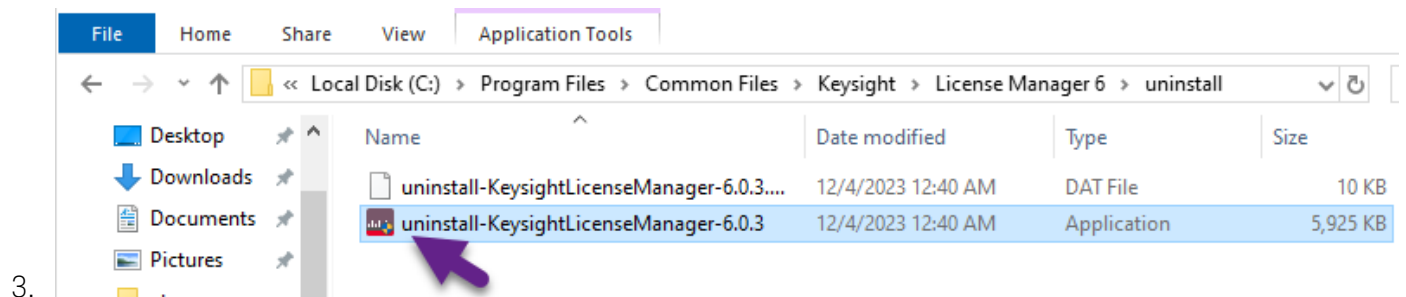 File Home Share View Application Tools
« Local Disk (C:) > Program Files > Common Files > Keysight > License Manager 6 > uninstall
Desktop Name Date modified Type Size
Downloads uninstall-KeysightLicenseManager-6.0.3.... 12/4/2023 12:40 AM DAT File 10 KB
Documents uninstall-KeysightLicenseManager-6.0.3 12/4/2023 12:40 AM Application 5,925 KB
Pictures
3.